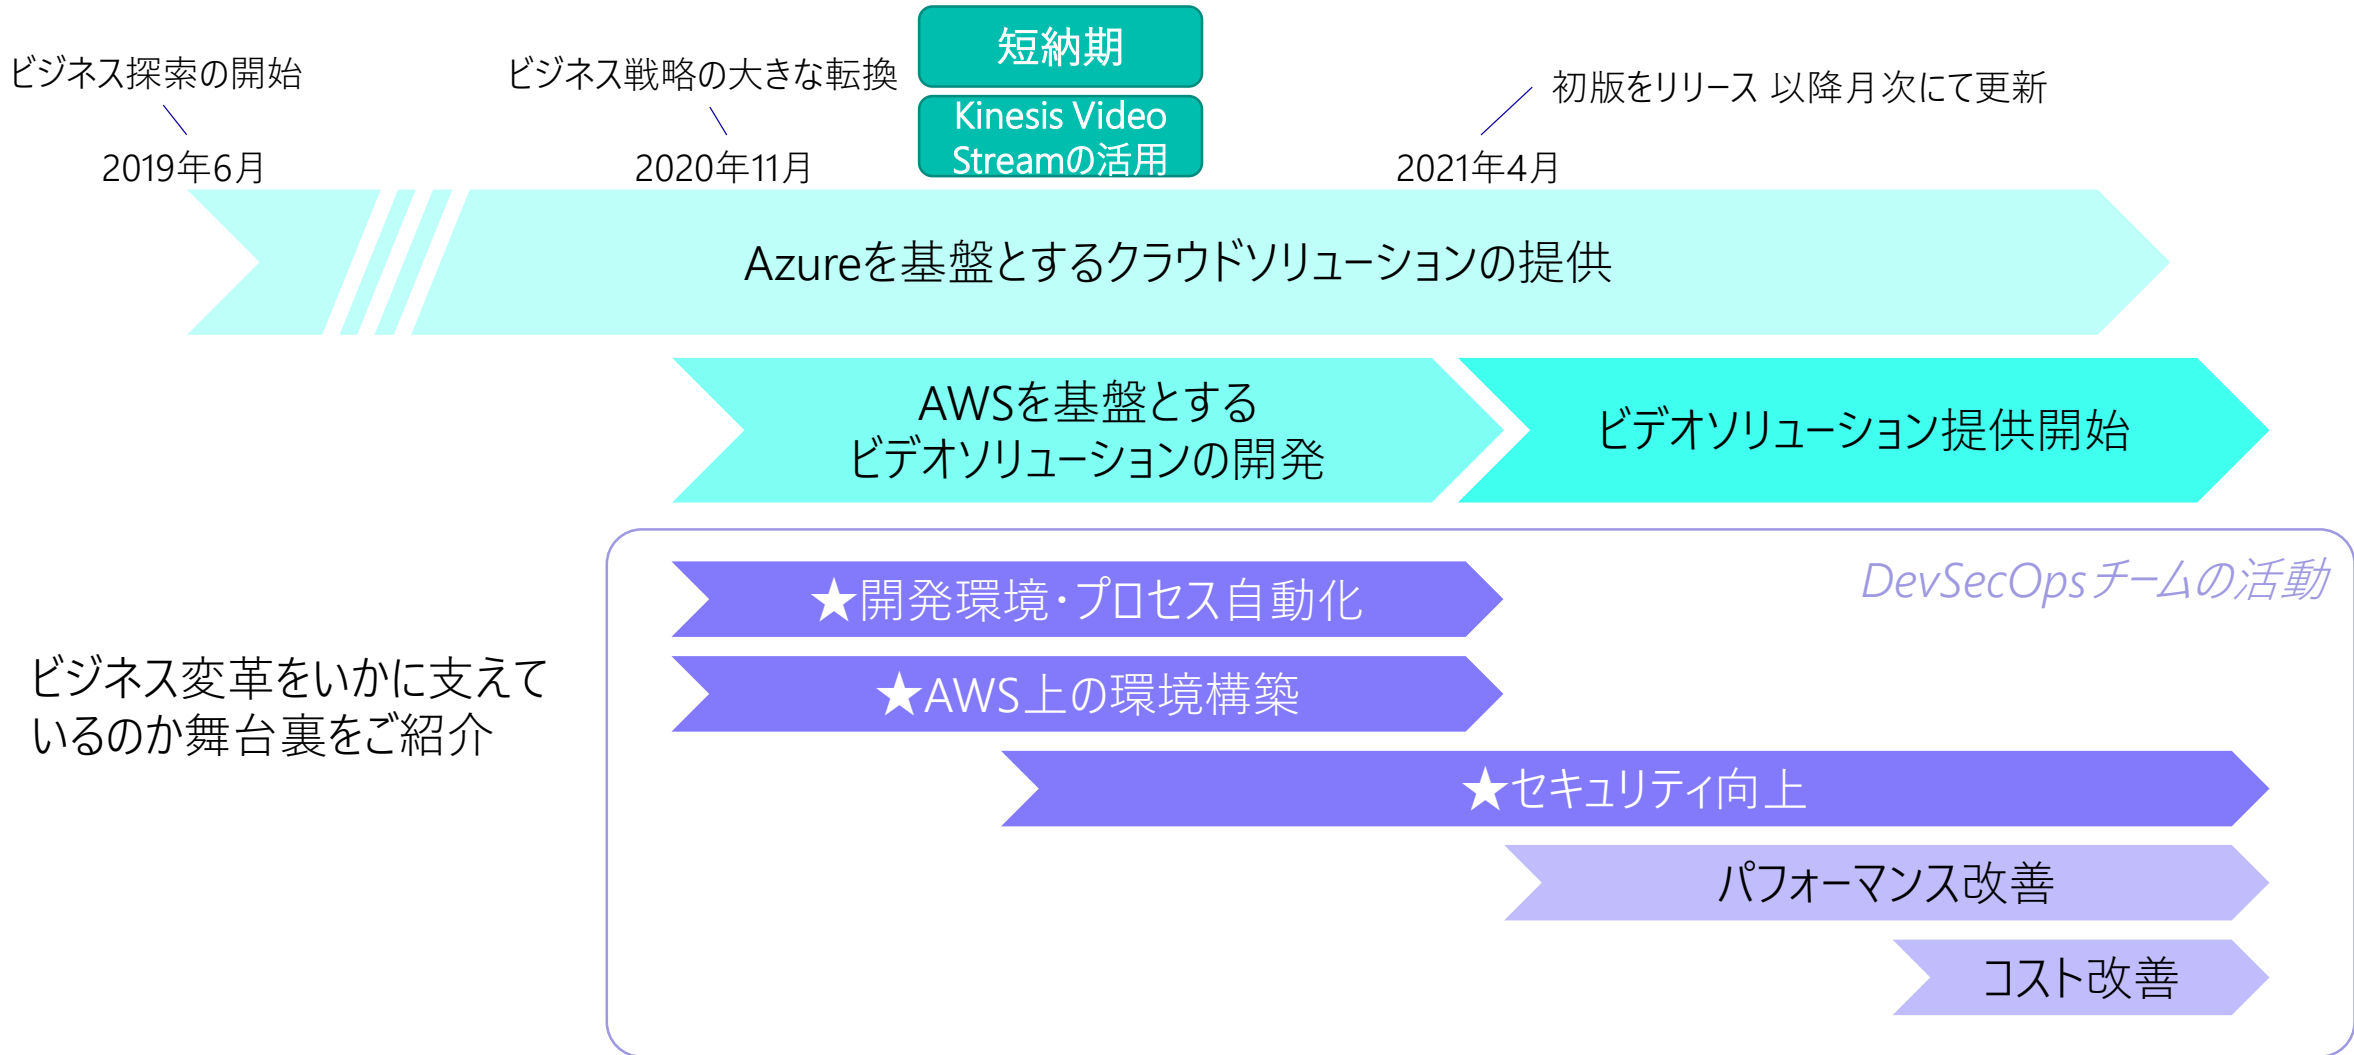 短納期
ビジネス探索の開始
ビジネス戦略の大きな転換
初版をリリース 以降月次にて更新
Kinesis Video
Streamの活用
2019年6月
2020年11月
2021年4月
Azureを基盤とするクラウドソリューションの提供
AWSを基盤とする
ビデオソリューションの開発
ビデオソリューション提供開始
DevSecOpsチームの活動
★開発環境・プロセス自動化
ビジネス変革をいかに支えて
いるのか舞台裏をご紹介
★AWS上の環境構築
★セキュリティ向上
パフォーマンス改善
コスト改善